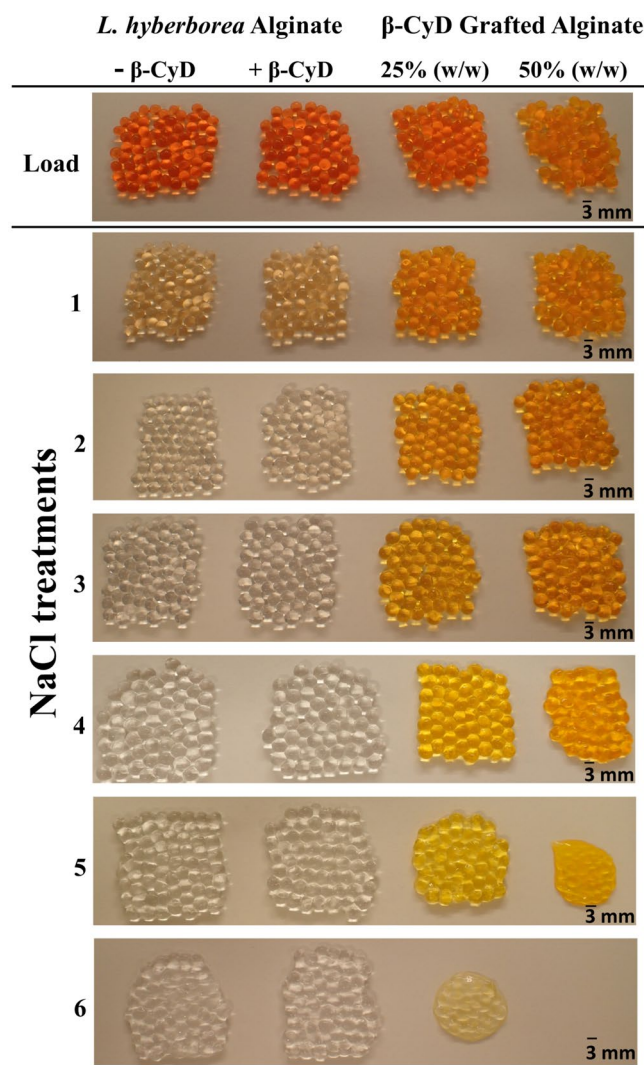 L. hyberborea Alginate β-CyD Grafted Alginate
- β-CyD + β-CyD 25% (w/w) 50% (w/w)
Load
3 mm
1
3 mm
2
3 mm
NaCl treatments
3
3 mm
4
3 mm
5
3 mm
6
3 mm